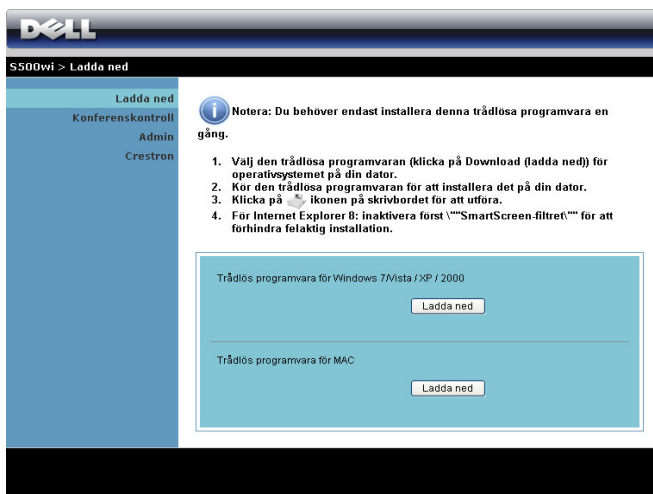 DELL
S500wi > Ladda ned
Ladda ned
Konferenskontroll
Admin
Crestron
Notera: Du behöver endast installera denna trådlösa programvara en
gång.
1. Välj den trådlösa programvaran (klicka på Download (ladda ned)) för
operativsystemet på din dator.
2. Kör den trådlösa programvaran för att installera det på din dator.
3. Klicka på ikonen på skrivbordet för att utföra.
4. För Internet Explorer 8: inaktivera först \""SmartScreen-filtret\"" för att
förhindra felaktig installation.
Trådlös programvara för Windows 7/Vista / XP / 2000
Ladda ned
Trådlös programvara för MAC
Ladda ned